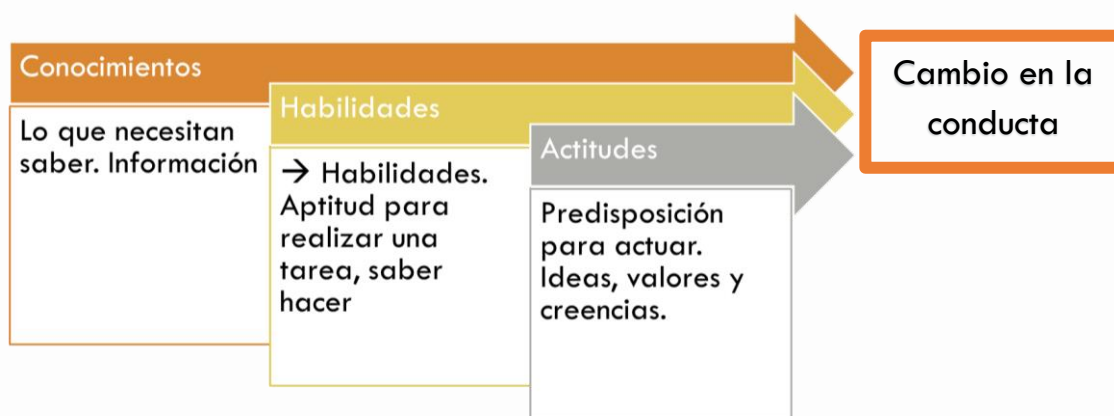 Conocimientos
Lo que necesitan
saber. Información
Habilidades
→ Habilidades.
Aptitud para
realizar una
tarea, saber
hacer
Actitudes
Predisposición
para actuar.
Ideas, valores y
creencias.
Cambio en la
conducta